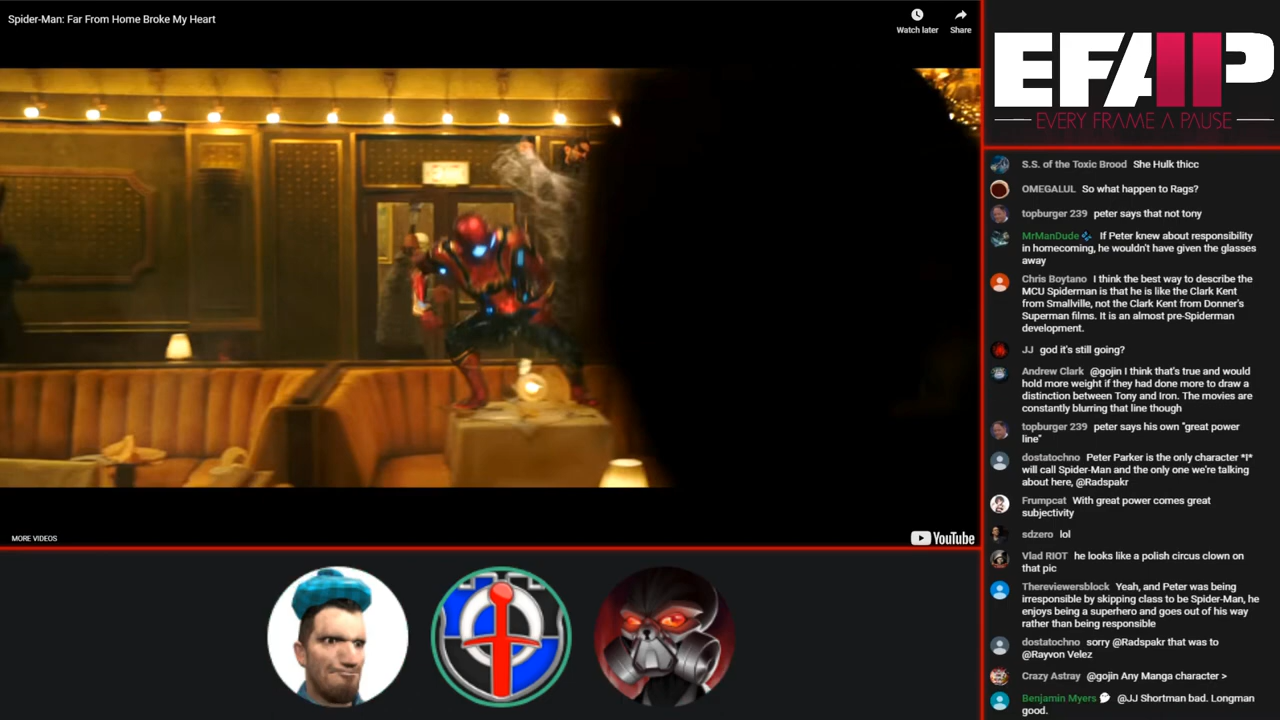 Spider-Man: Far From Home Broke My Heart
Watch later
Share
MORE VIDEOS
YouTube
EFAP
EVERY FRAME A PAUSE
S.S. of the Toxic Brood She Hulk thicc
OMEGALUL So what happen to Rags?
topburger 239 peter says that not tony
MrManDude If Peter knew about responsibility
in homecoming, he wouldn't have given the glasses
away
Chris Boytano I think the best way to describe the
MCU Spiderman is that he is like the Clark Kent
from Smallville, not the Clark Kent from Donner's
Superman films. It is an almost pre-Spiderman
development.
JJ god it's still going?
Andrew Clark @gojin I think that's true and would
hold more weight if they had done more to draw a
distinction between Tony and Iron. The movies are
constantly blurring that line though
topburger 239 peter says his own "great power
line"
dostatochno Peter Parker is the only character *I*
will call Spider-Man and the only one we're talking
about here, @Radspakr
Frumpcat With great power comes great
subjectivity
sdzero lol
Vlad RIOT he looks like a polish circus clown on
that pic
Thereviewersblock Yeah, and Peter was being
irresponsible by skipping class to be Spider-Man, he
enjoys being a superhero and goes out of his way
rather than being responsible
dostatochno sorry @Radspakr that was to
@Rayvon Velez
Crazy Astray @gojin Any Manga character >
Benjamin Myers @JJ Shortman bad. Longman
good.